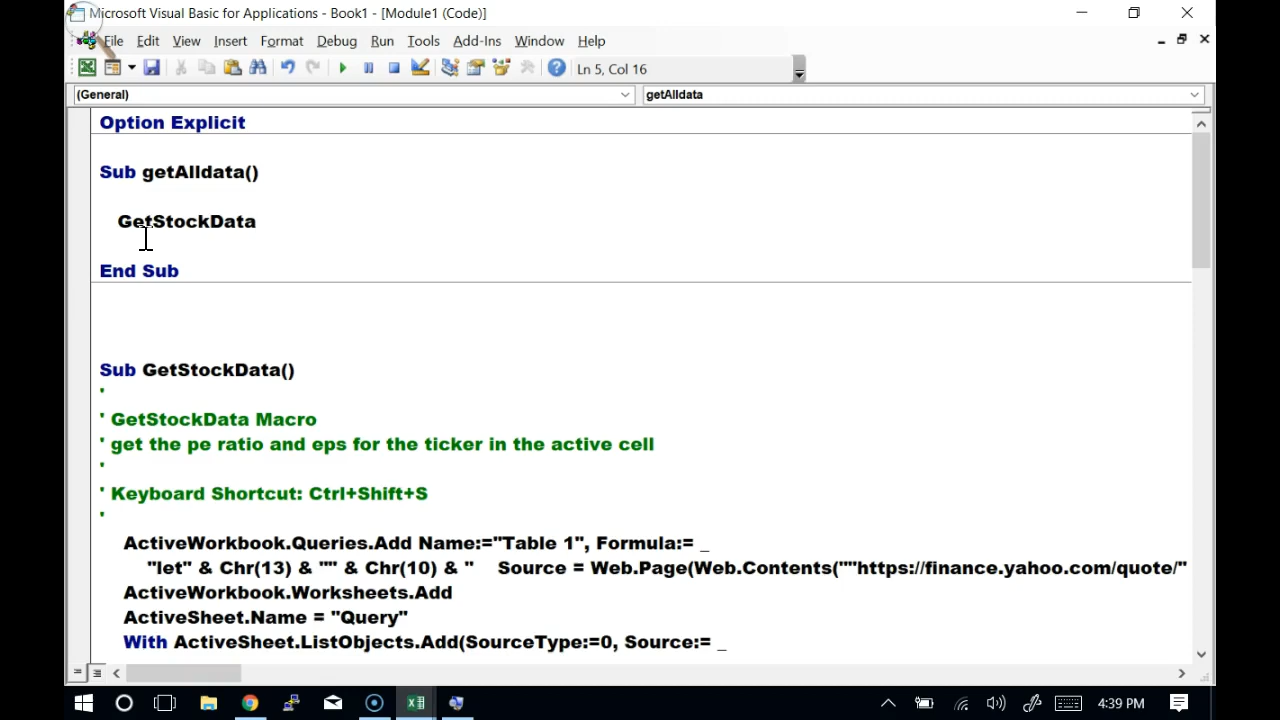 Microsoft Visual Basic for Applications - Book1 - [Module1 (Code)]
File Edit View Insert Format Debug Run Tools Add-Ins Window Help
Ln 5, Col 16
(General) getAlldata
Option Explicit
Sub getAlldata()
GetStockData
End Sub
Sub GetStockData()
'
' GetStockData Macro
' get the pe ratio and eps for the ticker in the active cell
'
' Keyboard Shortcut: Ctrl+Shift+S
'
ActiveWorkbook.Queries.Add Name:="Table 1", Formula:= _
"let" & Chr(13) & "" & Chr(10) & "    Source = Web.Page(Web.Contents(""https://finance.yahoo.com/quote/"
ActiveWorkbook.Worksheets.Add
ActiveSheet.Name = "Query"
With ActiveSheet.ListObjects.Add(SourceType:=0, Source:= _
4:39 PM